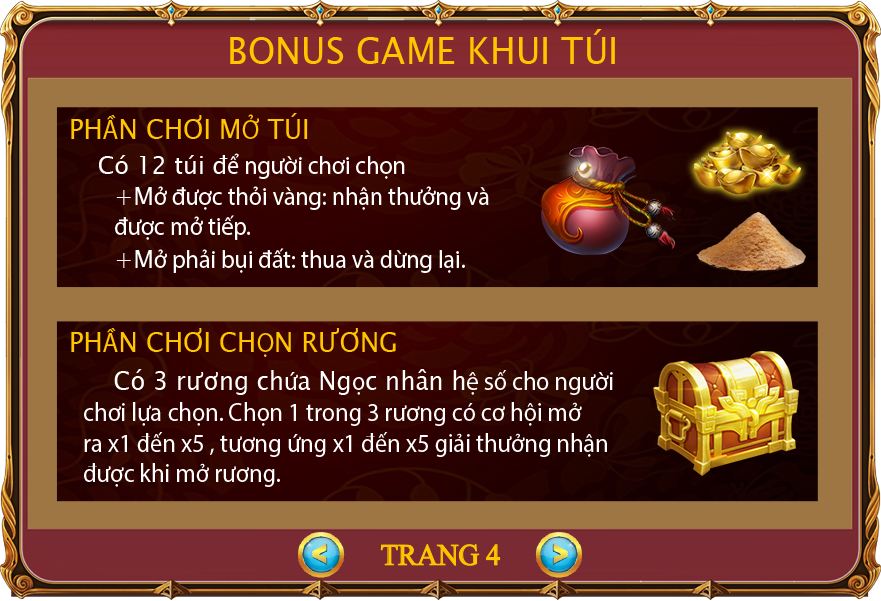 BONUS GAME KHUI TÚI
PHẦN CHƠI MỞ TÚI
Có 12 túi để người chơi chọn
+Mở được thỏi vàng: nhận thưởng và
được mở tiếp.
+Mở phải bụi đất: thua và dừng lại.
PHẦN CHƠI CHỌN RƯƠNG
Có 3 rương chứa Ngọc nhân hệ số cho người
chơi lựa chọn. Chọn 1 trong 3 rương có cơ hội mở
ra x1 đến x5 , tương ứng x1 đến x5 giải thưởng nhận
được khi mở rương.
< TRANG 4 >